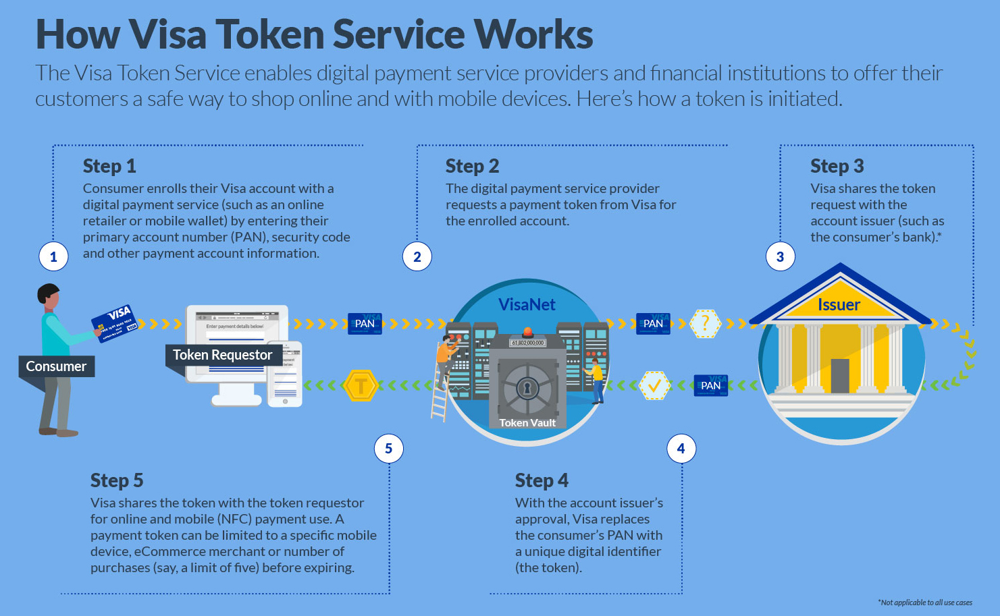 How Visa Token Service Works
The Visa Token Service enables digital payment service providers and financial institutions to offer their
customers a safe way to shop online and with mobile devices. Here's how a token is initiated.
Step 1
Consumer enrolls their Visa account with a
digital payment service (such as an online
retailer or mobile wallet) by entering their
primary account number (PAN), security code
and other payment account information.
1
Step 2
The digital payment service provider
requests a payment token from Visa for
the enrolled account.
2
Step 3
Visa shares the token
request with the
account issuer (such as
the consumer's bank).*
3
Consumer
VISA
VISA
Enter payment details below:
Token Requestor
PAN
VISA
T
VisaNet
61,802,000,000
Token Vault
PAN
VISA
?
PAN
VISA
Issuer
5
Step 5
Visa shares the token with the token requestor
for online and mobile (NFC) payment use. A
payment token can be limited to a specific mobile
device, eCommerce merchant or number of
purchases (say, a limit of five) before expiring.
4
Step 4
With the account issuer's
approval, Visa replaces
the consumer's PAN with
a unique digital identifier
(the token).
*Not applicable to all use cases